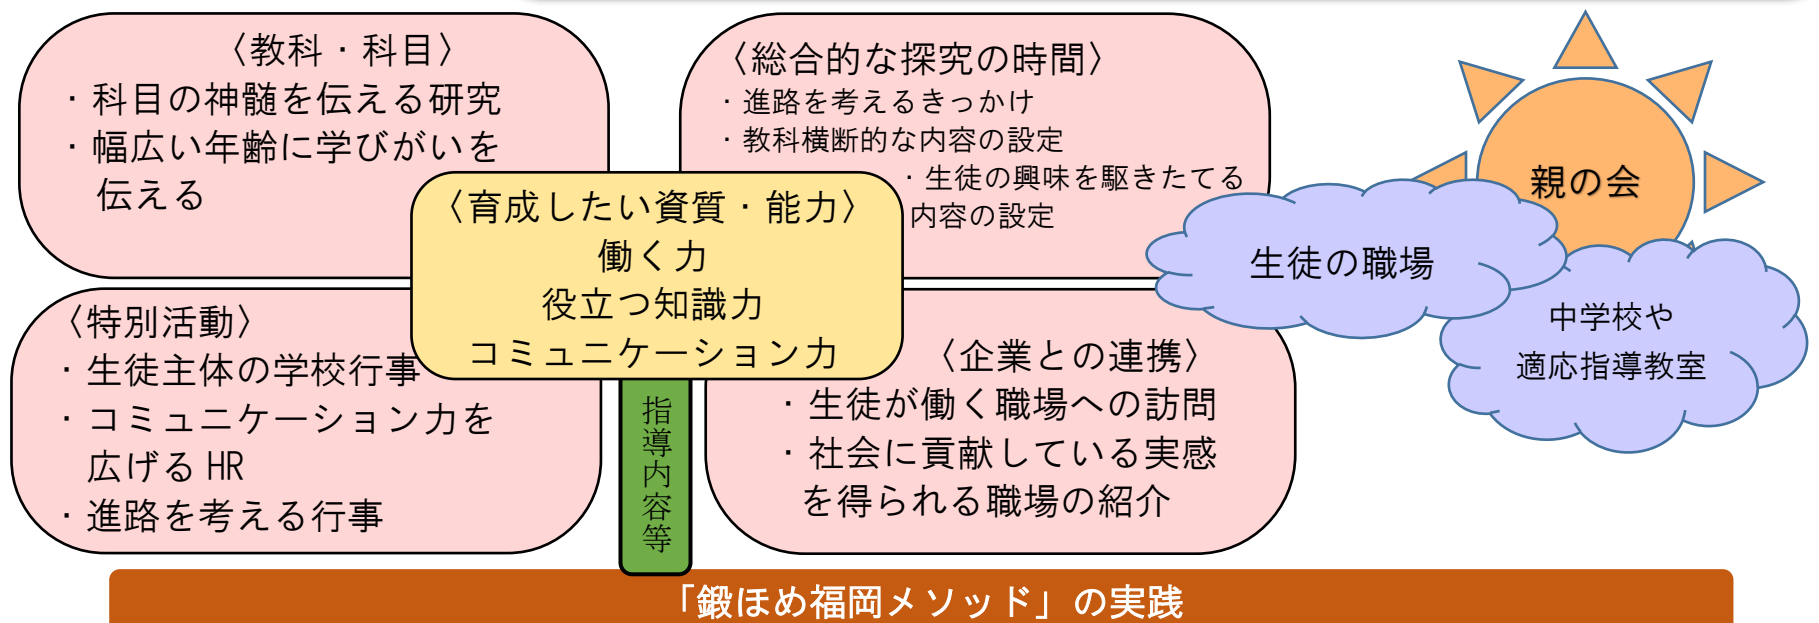 〈教科・科目〉
・科目の神髄を伝える研究
・幅広い年齢に学びがいを
伝える
〈総合的な探究の時間〉
・進路を考えるきっかけ
・教科横断的な内容の設定
・生徒の興味を駆きたてる
内容の設定
〈育成したい資質・能力〉
働く力
役立つ知識力
コミュニケーション力
〈特別活動〉
・生徒主体の学校行事
・コミュニケーション力を
広げる HR
・進路を考える行事
〈企業との連携〉
・生徒が働く職場への訪問
・社会に貢献している実感
を得られる職場の紹介
指導内容等
親の会
生徒の職場
中学校や
適応指導教室
「鍛ほめ福岡メソッド」の実践